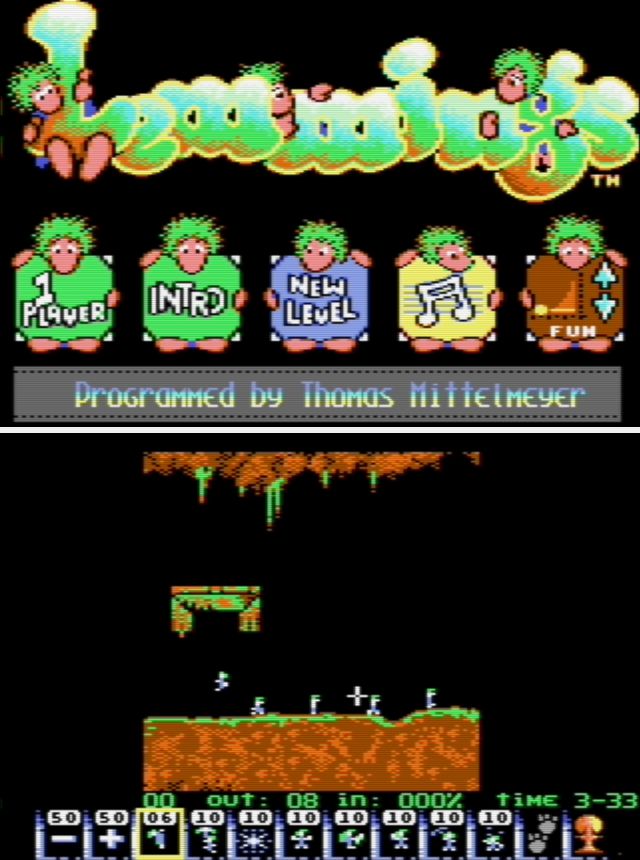 Lemmings
TM
1 PLAYER
INTRO
NEW LEVEL
FUN
Programmed by Thomas Mittelmeyer
00 OUT: 08 IN: 000% TIME 3-33
50 50 06 10 10 10 10 10 10 10